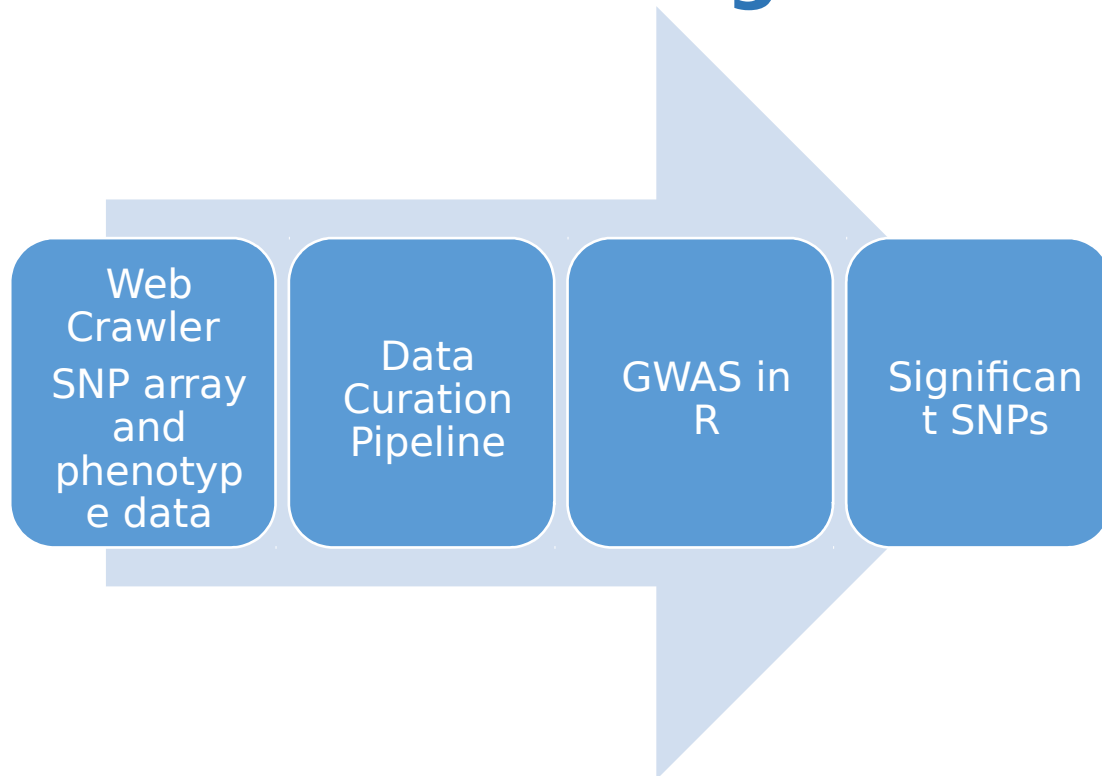 Web
Crawler
SNP array
and
phenotyp
e data
Data
Curation
Pipeline
GWAS in
R
Significan
t SNPs